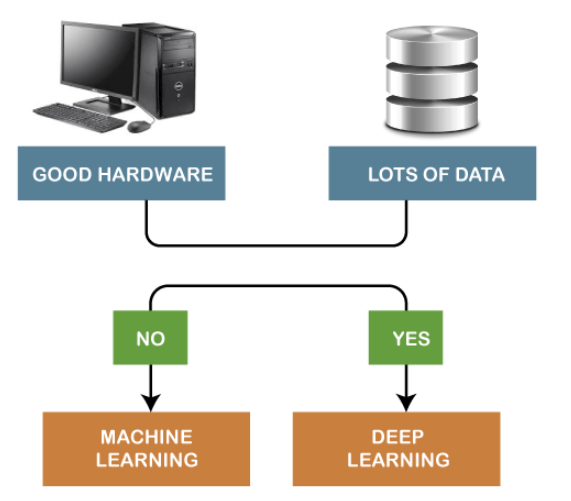 GOOD HARDWARE
LOTS OF DATA
NO
YES
MACHINE
LEARNING
DEEP
LEARNING